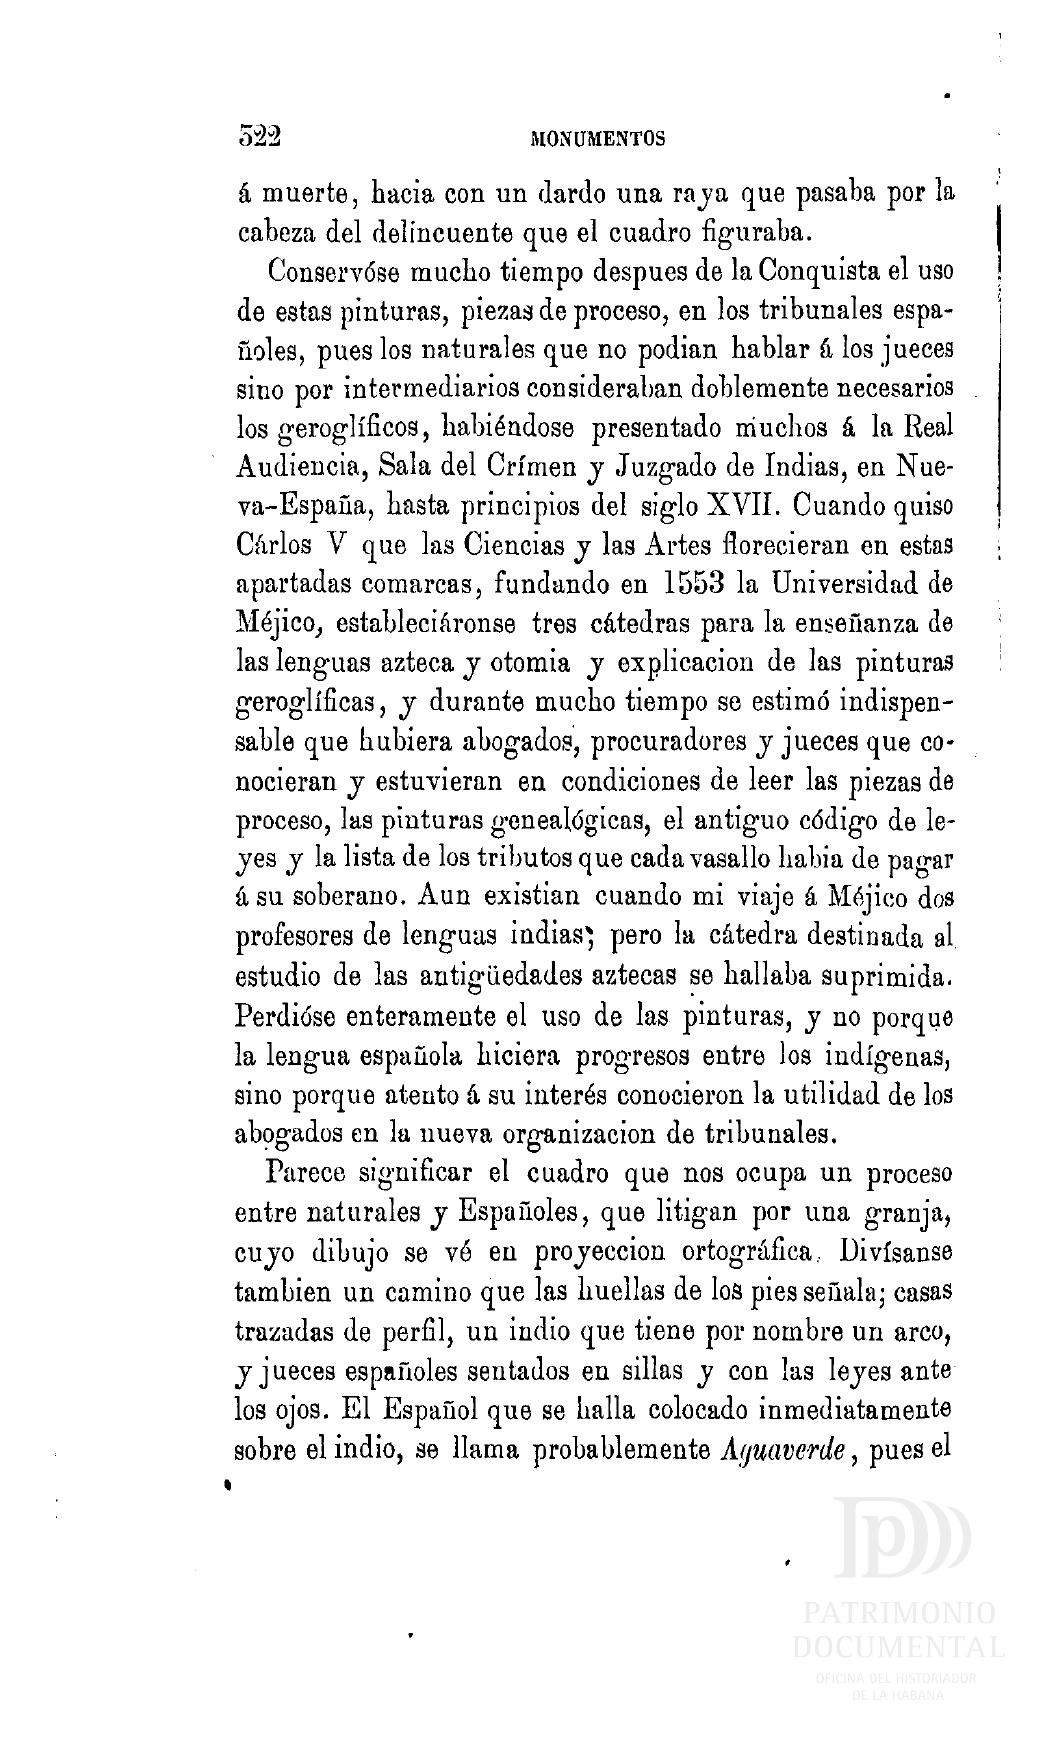 522 MONUMENTOS
á muerte, hacia con un dardo una raya que pasaba por la
cabeza del delincuente que el cuadro figuraba.
Conservóse mucho tiempo despues de la Conquista el uso
de estas pinturas, piezas de proceso, en los tribunales espa-
ñoles, pues los naturales que no podian hablar á los jueces
sino por intermediarios consideraban doblemente necesarios
los geroglíficos, habiéndose presentado muchos á la Real
Audiencia, Sala del Crímen y Juzgado de Indias, en Nue-
va-España, hasta principios del siglo XVII. Cuando quiso
Cárlos V que las Ciencias y las Artes florecieran en estas
apartadas comarcas, fundando en 1553 la Universidad de
Méjico, estableciáronse tres cátedras para la enseñanza de
las lenguas azteca y otomia y explicacion de las pinturas
geroglíficas, y durante mucho tiempo se estimó indispen-
sable que hubiera abogados, procuradores y jueces que co-
nocieran y estuvieran en condiciones de leer las piezas de
proceso, las pinturas genealógicas, el antiguo código de le-
yes y la lista de los tributos que cada vasallo habia de pagar
á su soberano. Aun existian cuando mi viaje á Méjico dos
profesores de lenguas indias; pero la cátedra destinada al
estudio de las antigüedades aztecas se hallaba suprimida.
Perdióse enteramente el uso de las pinturas, y no porque
la lengua española hiciera progresos entre los indígenas,
sino porque atento á su interés conocieron la utilidad de los
abogados en la nueva organizacion de tribunales.
Parece significar el cuadro que nos ocupa un proceso
entre naturales y Españoles, que litigan por una granja,
cuyo dibujo se vé en proyeccion ortográfica. Divísanse
tambien un camino que las huellas de los pies señala; casas
trazadas de perfil, un indio que tiene por nombre un arco,
y jueces españoles sentados en sillas y con las leyes ante
los ojos. El Español que se halla colocado inmediatamente
sobre el indio, se llama probablemente Aguaverde, pues el
PATRIMONIO
DOCUMENTAL
OFICINA DEL HISTORIADOR
DE LA HABANA